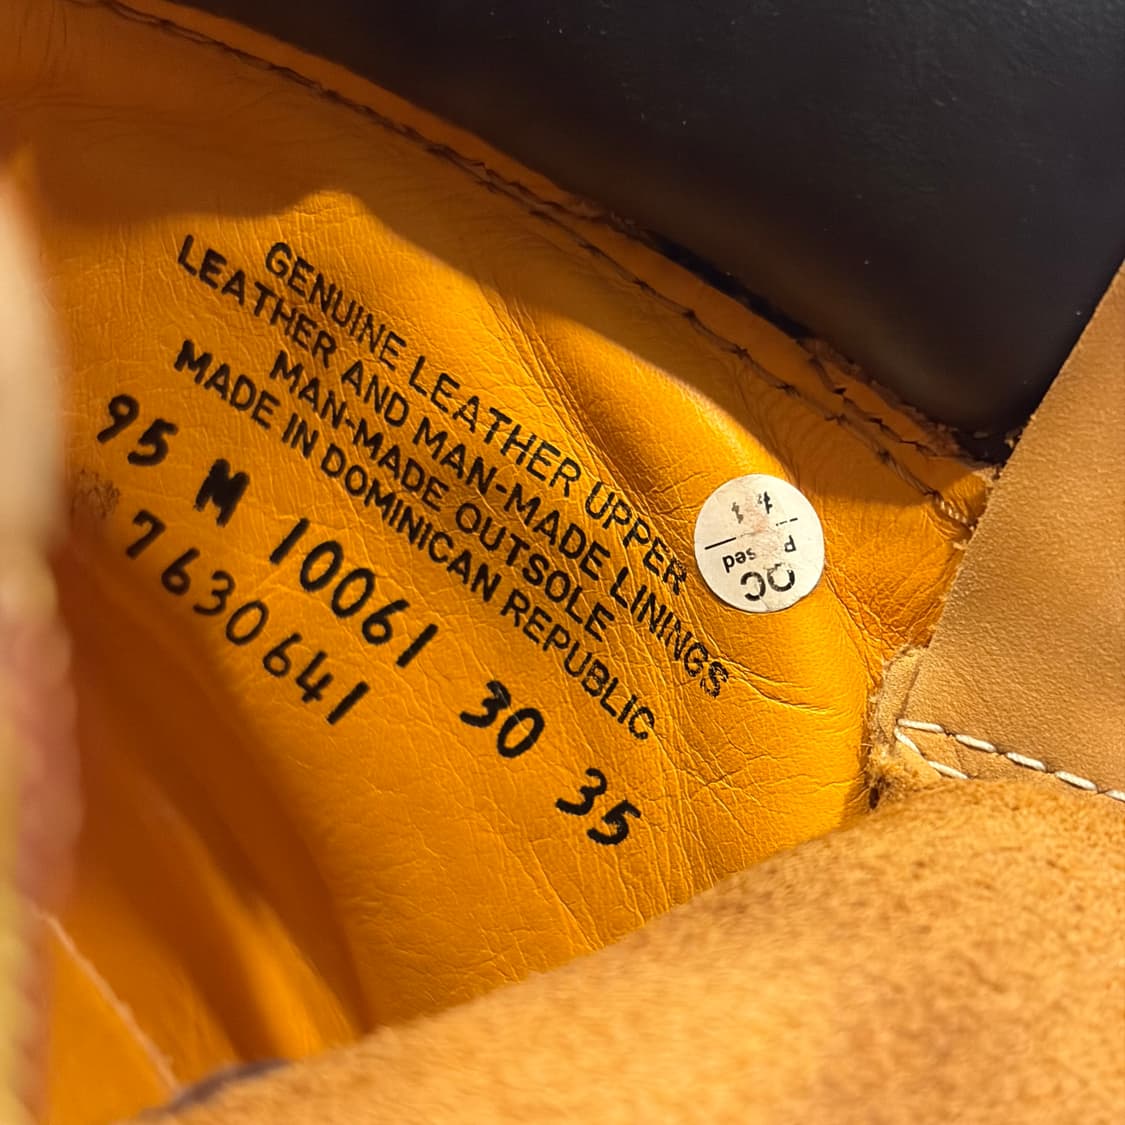 GENUINE LEATHER UPPER
LEATHER AND MAN-MADE LININGS
MAN-MADE OUTSOLE
MADE IN DOMINICAN REPUBLIC
95 M 10061 30 35
7630641
QC